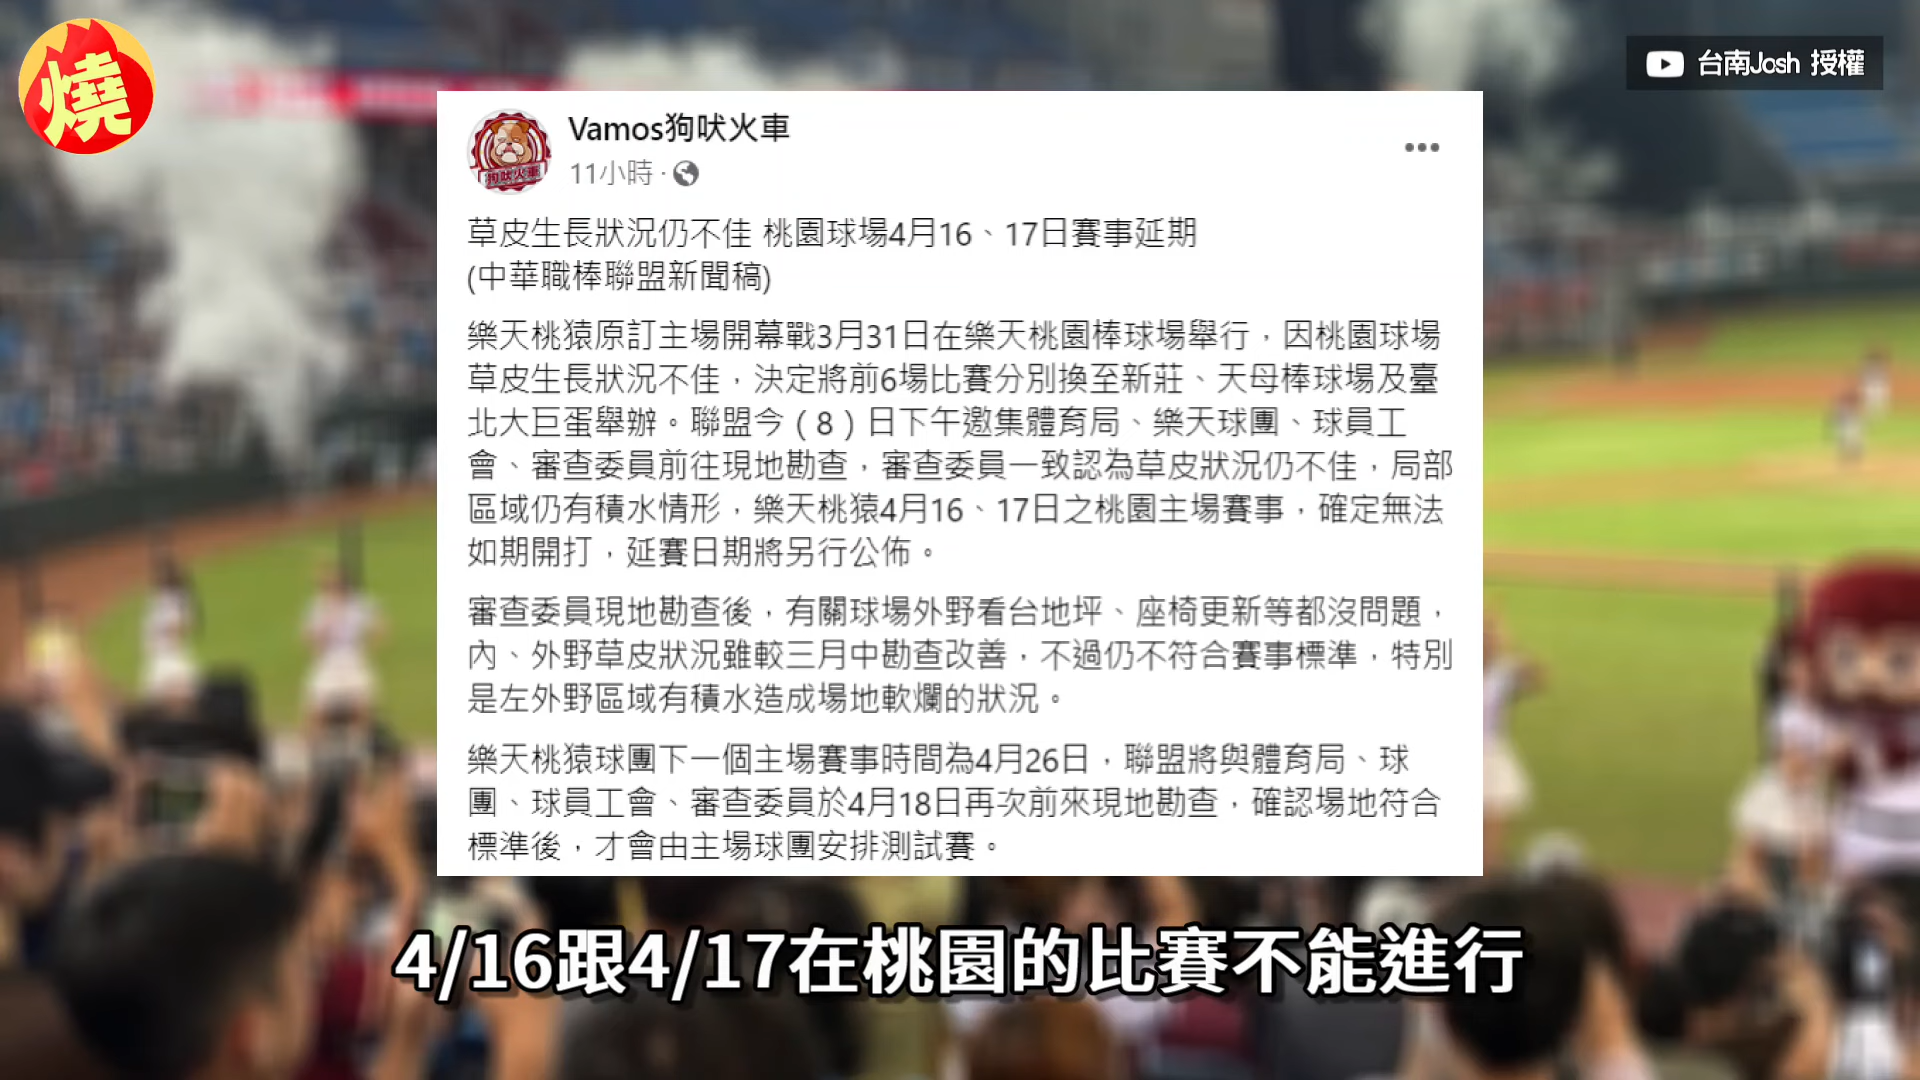 燒
台南Josh 授權
Vamos狗吠火車
11小時 ·
狗吠火車
草皮生長狀況仍不佳 桃園球場4月16、17日賽事延期
(中華職棒聯盟新聞稿)
樂天桃猿原訂主場開幕戰3月31日在樂天桃園棒球場舉行，因桃園球場
草皮生長狀況不佳，決定將前6場比賽分別換至新莊、天母棒球場及臺
北大巨蛋舉辦。聯盟今（8）日下午邀集體育局、樂天球團、球員工
會、審查委員前往現地勘查，審查委員一致認為草皮狀況仍不佳，局部
區域仍有積水情形，樂天桃猿4月16、17日之桃園主場賽事，確定無法
如期開打，延賽日期將另行公佈。
審查委員現地勘查後，有關球場外野看台地坪、座椅更新等都沒問題，
內、外野草皮狀況雖較三月中勘查改善，不過仍不符合賽事標準，特別
是左外野區域有積水造成場地軟爛的狀況。
樂天桃猿球團下一個主場賽事時間為4月26日，聯盟將與體育局、球
團、球員工會、審查委員於4月18日再次前來現地勘查，確認場地符合
標準後，才會由主場球團安排測試賽。
4/16跟4/17在桃園的比賽不能進行